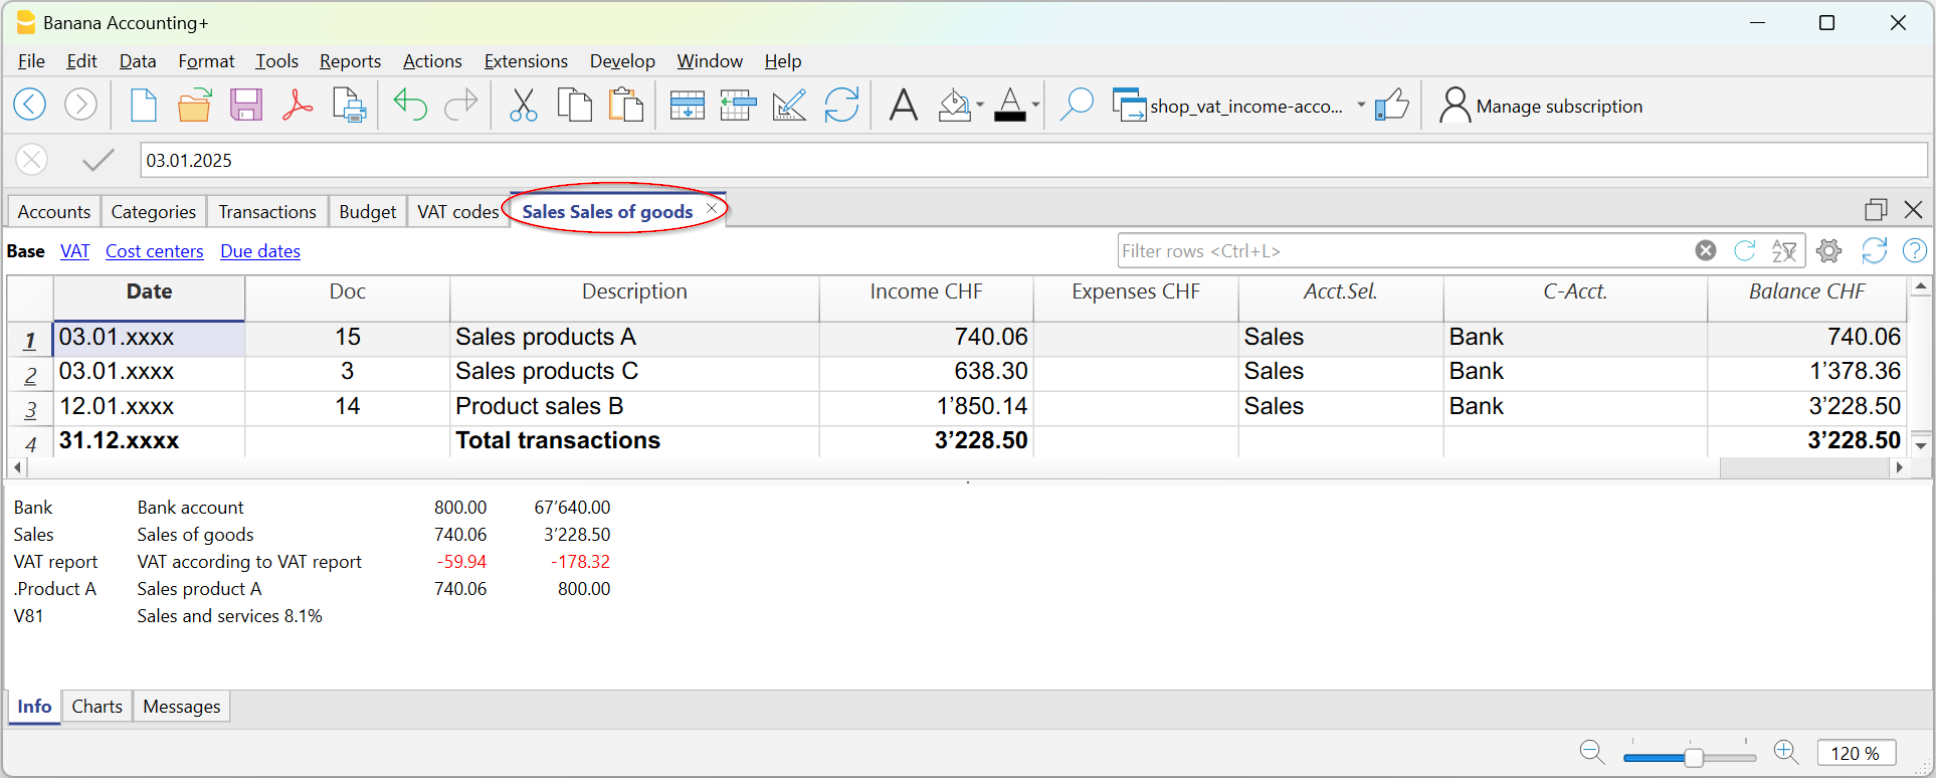 Banana Accounting+
File Edit Data Format Tools Reports Actions Extensions Develop Window Help
shop_vat_income-acco... Manage subscription
03.01.2025
Accounts Categories Transactions Budget VAT codes Sales Sales of goods
Base VAT Cost centers Due dates Filter rows <Ctrl+L>
Date Doc Description Income CHF Expenses CHF Acct.Sel. C-Acct. Balance CHF
1 03.01.xxxx 15 Sales products A 740.06 Sales Bank 740.06
2 03.01.xxxx 3 Sales products C 638.30 Sales Bank 1’378.36
3 12.01.xxxx 14 Product sales B 1’850.14 Sales Bank 3’228.50
4 31.12.xxxx Total transactions 3’228.50 3’228.50
Bank Bank account 800.00 67’640.00
Sales Sales of goods 740.06 3’228.50
VAT report VAT according to VAT report -59.94 -178.32
.Product A Sales product A 740.06 800.00
V81 Sales and services 8.1%
Info Charts Messages
120 %